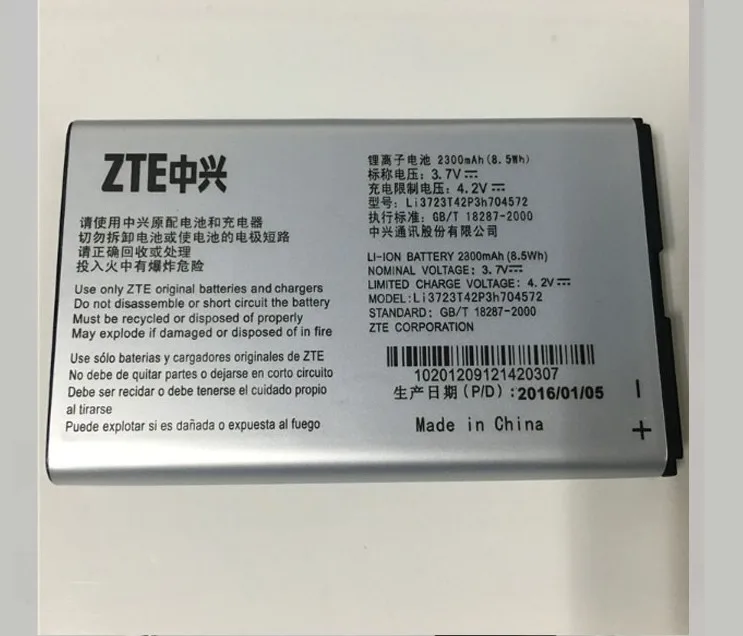 ZTE中兴
请使用中兴原配电池和充电器
切勿拆卸电池或使电池的电极短路
请正确回收或处理
投入火中有爆炸危险
Use only ZTE original batteries and chargers
Do not disassemble or short circuit the battery
Must be recycled or disposed of properly
May explode if damaged or disposed of in fire
Use sólo baterias y cargadores originales de ZTE
No debe de quitar partes o dejarse en corto circuito
Debe ser recidar o debe tenerse el cuidado propio
al tirarse
Puede explotar si es dañada o expuesta al fuego
锂离子电池 2300mAh(8.5Wh)
标称电压: 3.7V⎓
充电限制电压: 4.2V⎓
型号: Li3723T42P3h704572
执行标准: GB/T 18287-2000
中兴通讯股份有限公司
LI-ION BATTERY 2300mAh(8.5Wh)
NOMINAL VOLTAGE: 3.7V⎓
LIMITED CHARGE VOLTAGE: 4.2V⎓
MODEL:Li3723T42P3h704572
STANDARD: GB/T 18287-2000
ZTE CORPORATION
10201209121420307
生产日期(P/D):2016/01/05
Made in China
−
+